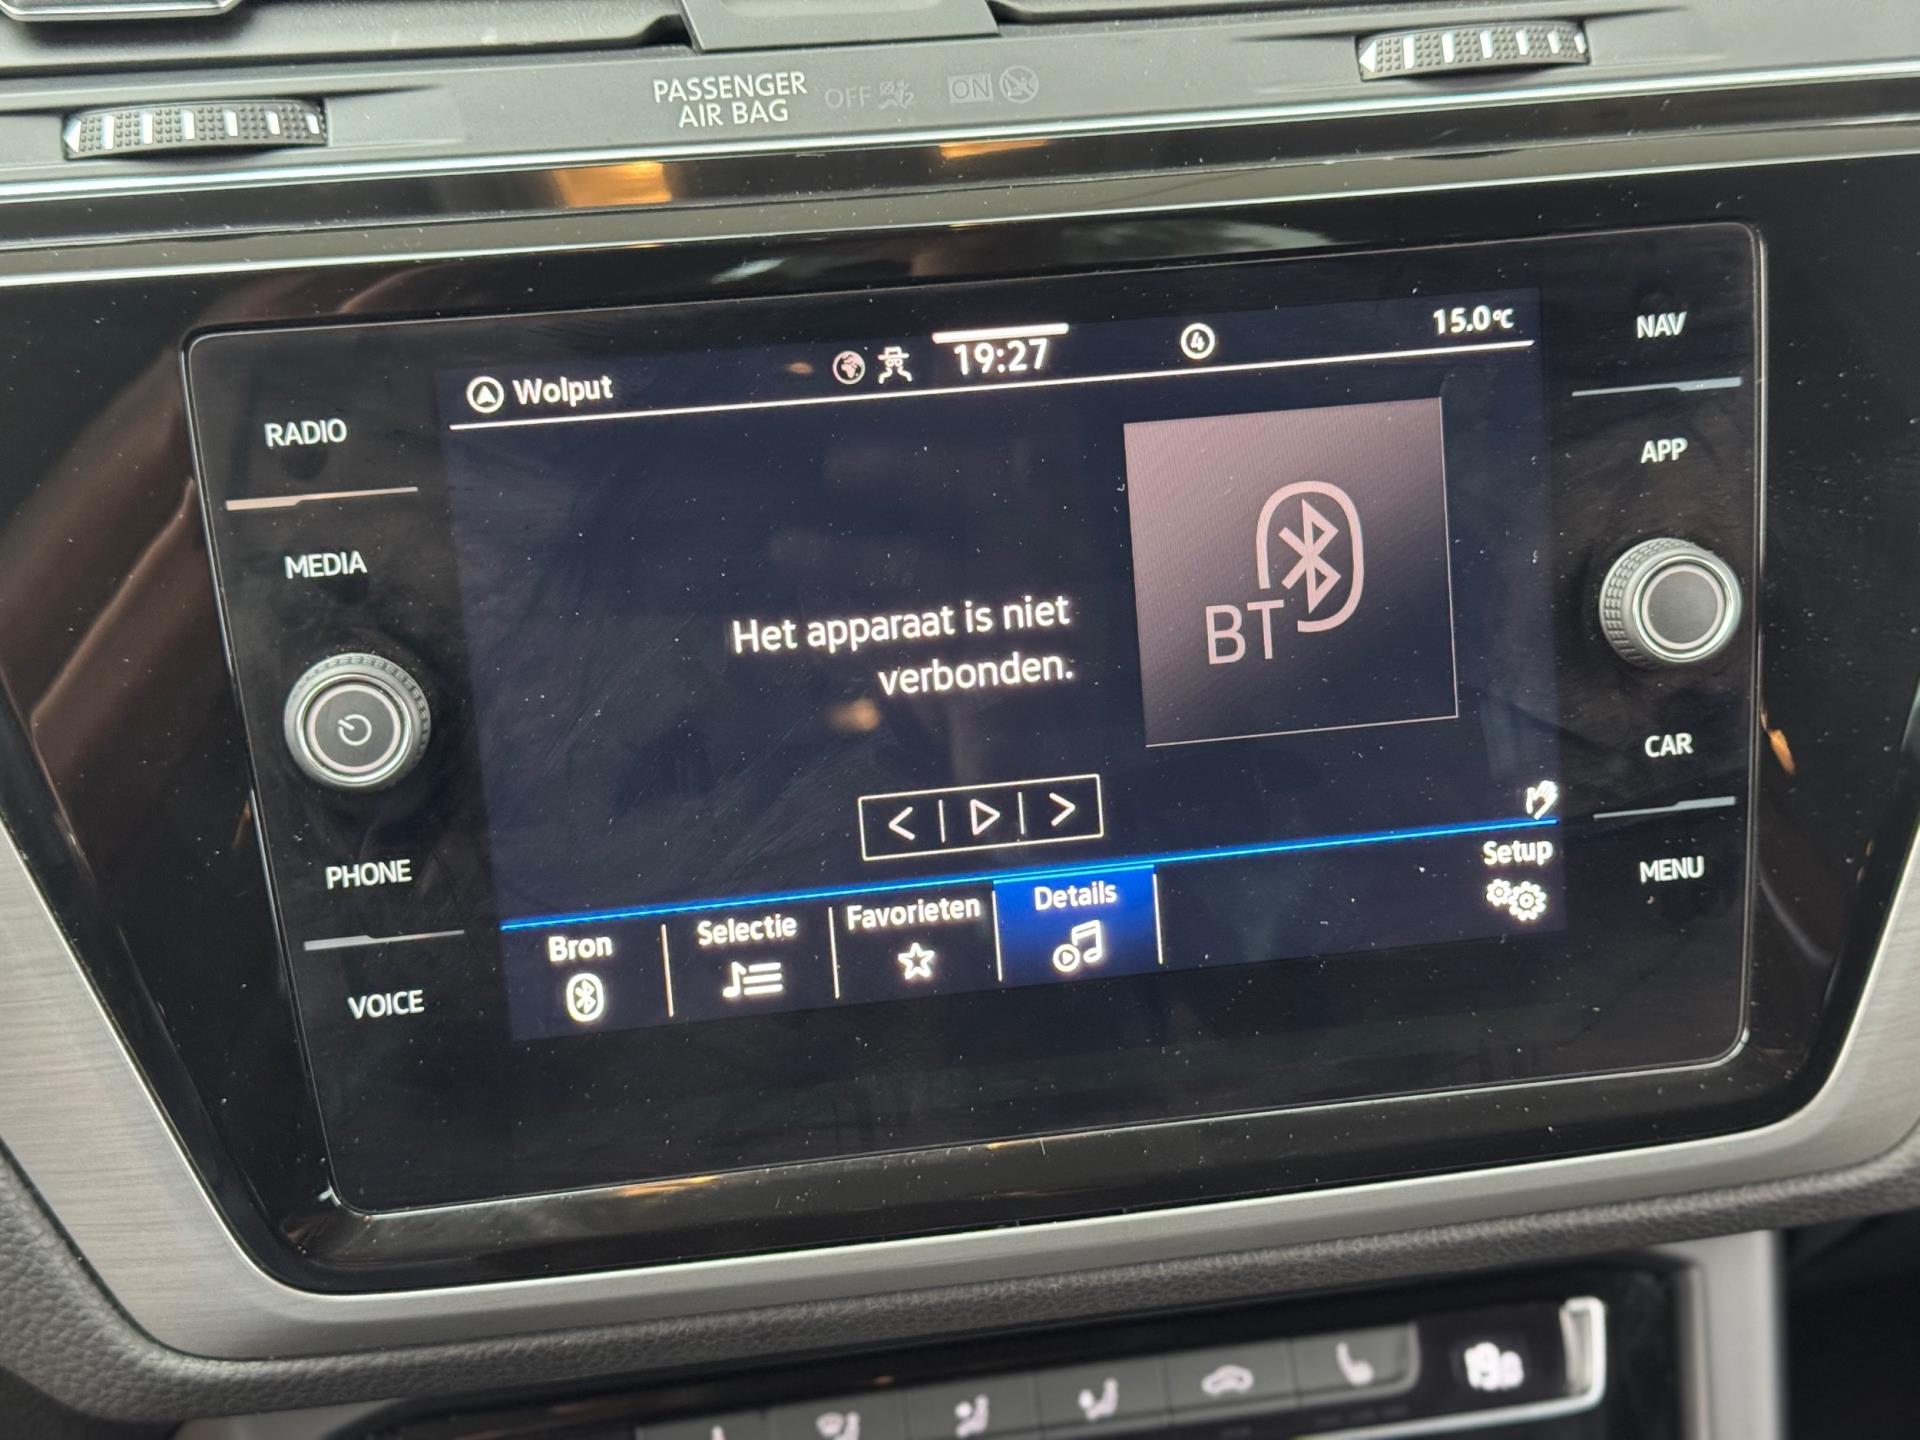 PASSENGER
AIR BAG
OFF
ON
Wolput
19:27
4
15.0°C
RADIO
MEDIA
PHONE
VOICE
NAV
APP
CAR
MENU
Het apparaat is niet
verbonden.
BT
Bron
Selectie
Favorieten
Details
Setup